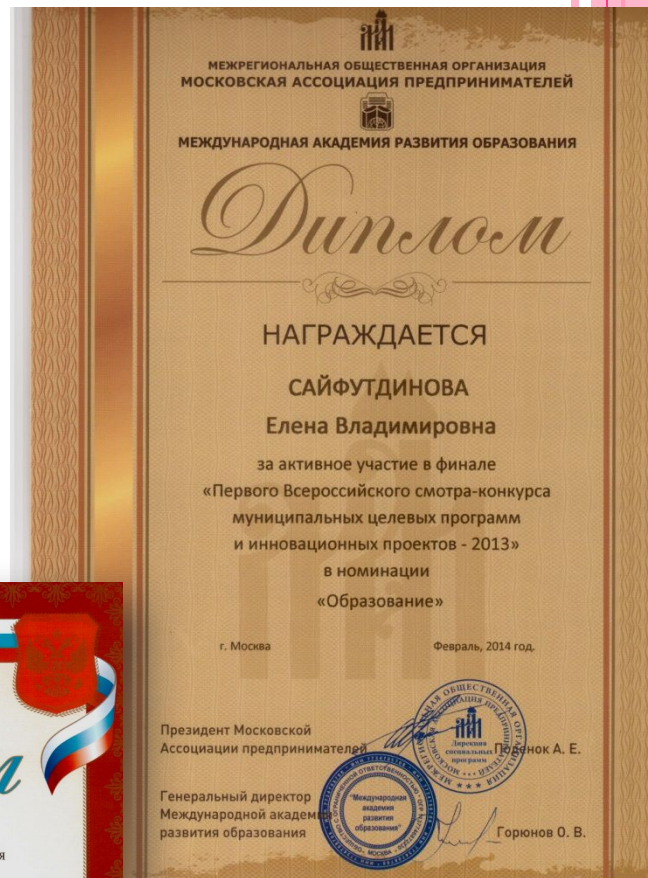 МЕЖРЕГИОНАЛЬНАЯ ОБЩЕСТВЕННАЯ ОРГАНИЗАЦИЯ
МОСКОВСКАЯ АССОЦИАЦИЯ ПРЕДПРИНИМАТЕЛЕЙ
МЕЖДУНАРОДНАЯ АКАДЕМИЯ РАЗВИТИЯ ОБРАЗОВАНИЯ
Диплом
НАГРАЖДАЕТСЯ
САЙФУТДИНОВА
Елена Владимировна
за активное участие в финале
«Первого Всероссийского смотра-конкурса
муниципальных целевых программ
и инновационных проектов - 2013»
в номинации
«Образование»
г. Москва Февраль, 2014 год.
Президент Московской
Ассоциации предпринимателей Поденок А. Е.
Дирекция
специальных
программ
Генеральный директор
Международной академии
развития образования Горюнов О. В.
"Международная
академия
развития
образования"
МОСКВА